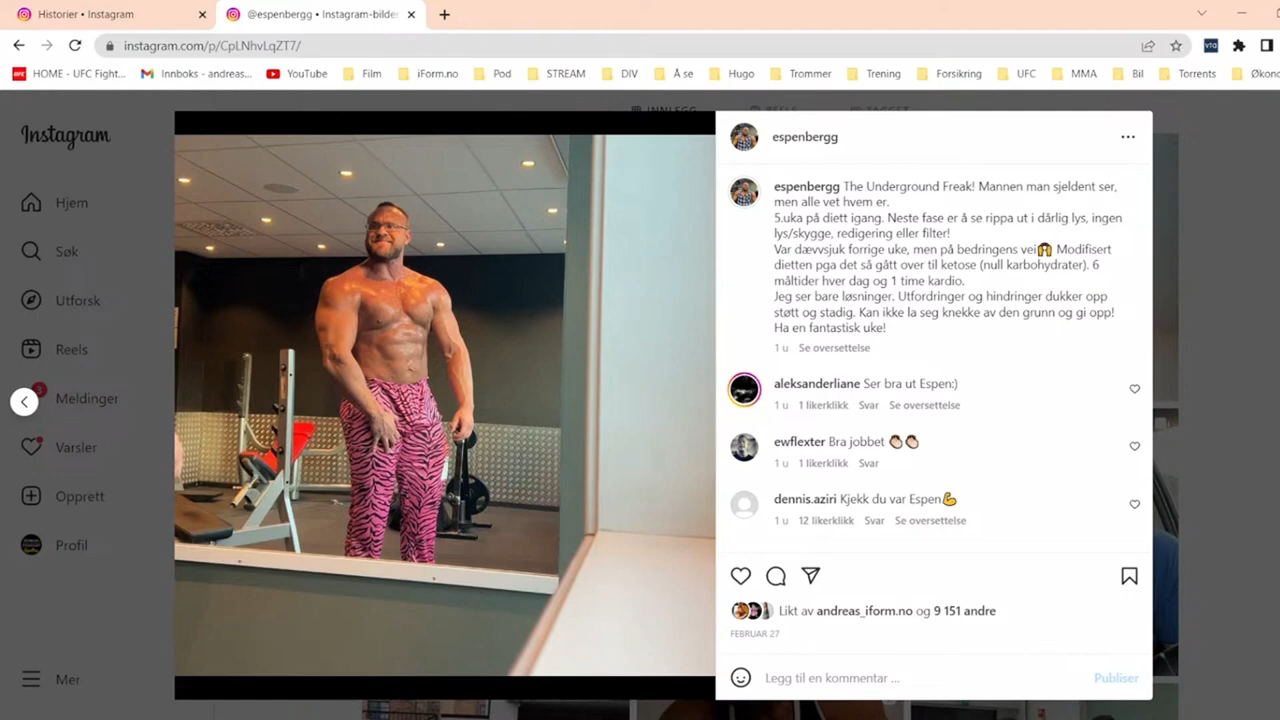 Historier • Instagram
@espenbergg • Instagram-bilder
instagram.com/p/CpLNhvLqZT7/
HOME - UFC Fight...
Innboks - andreas...
YouTube
Film
iForm.no
Pod
STREAM
DIV
Å se
Hugo
Trommer
Trening
Forsikring
UFC
MMA
Bil
Torrents
INNLEGG
REELS
TAGGET
Instagram
Hjem
Søk
Utforsk
Reels
Meldinger
Varsler
Opprett
Profil
Mer
espenbergg
espenbergg The Underground Freak! Mannen man sjeldent ser,
men alle vet hvem er.
5.uka på diett igang. Neste fase er å se rippa ut i dårlig lys, ingen
lys/skygge, redigering eller filter!
Var dævvsjuk forrige uke, men på bedringens vei🙌 Modifisert
dietten pga det så gått over til ketose (null karbohydrater). 6
måltider hver dag og 1 time kardio.
Jeg ser bare løsninger. Utfordringer og hindringer dukker opp
støtt og stadig. Kan ikke la seg knekke av den grunn og gi opp!
Ha en fantastisk uke!
1 u Se oversettelse
aleksanderliane Ser bra ut Espen:)
1 u 1 likerklikk Svar Se oversettelse
ewflexter Bra jobbet 👏🏻👏🏻
1 u 1 likerklikk Svar
dennis.aziri Kjekk du var Espen💪
1 u 12 likerklikk Svar Se oversettelse
Likt av andreas_iform.no og 9 151 andre
FEBRUAR 27
Legg til en kommentar ...
Publiser